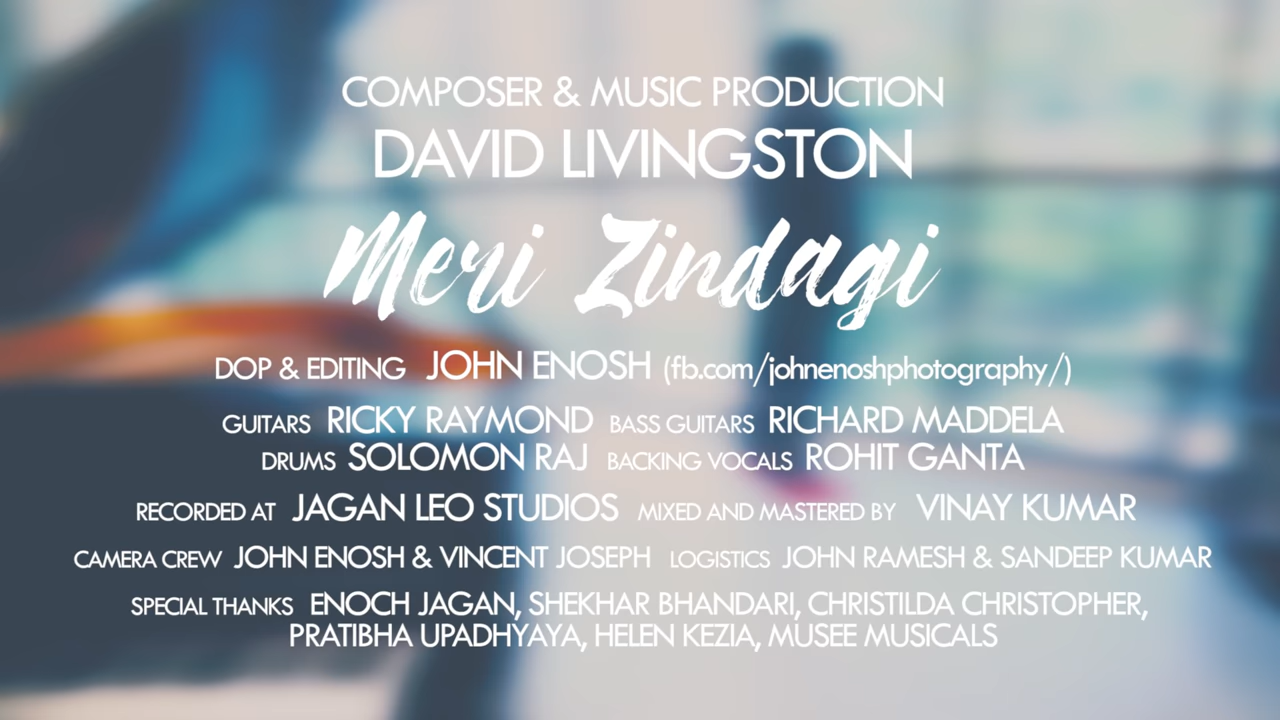 COMPOSER & MUSIC PRODUCTION
DAVID LIVINGSTON
Meri Zindagi
DOP & EDITING JOHN ENOSH (fb.com/johnenoshphotography/)
GUITARS RICKY RAYMOND BASS GUITARS RICHARD MADDELA
DRUMS SOLOMON RAJ BACKING VOCALS ROHIT GANTA
RECORDED AT JAGAN LEO STUDIOS MIXED AND MASTERED BY VINAY KUMAR
CAMERA CREW JOHN ENOSH & VINCENT JOSEPH LOGISTICS JOHN RAMESH & SANDEEP KUMAR
SPECIAL THANKS ENOCH JAGAN, SHEKHAR BHANDARI, CHRISTILDA CHRISTOPHER,
PRATIBHA UPADHYAYA, HELEN KEZIA, MUSEE MUSICALS